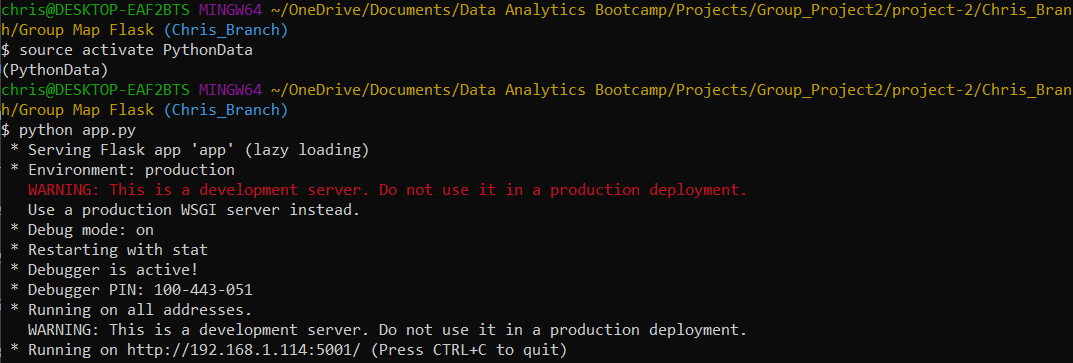 chris@DESKTOP-EAF2BTS MINGW64 ~/OneDrive/Documents/Data Analytics Bootcamp/Projects/Group_Project2/project-2/Chris_Branc
h/Group Map Flask (Chris_Branch)
$ source activate PythonData
(PythonData)
chris@DESKTOP-EAF2BTS MINGW64 ~/OneDrive/Documents/Data Analytics Bootcamp/Projects/Group_Project2/project-2/Chris_Branc
h/Group Map Flask (Chris_Branch)
$ python app.py
* Serving Flask app 'app' (lazy loading)
* Environment: production
WARNING: This is a development server. Do not use it in a production deployment.
Use a production WSGI server instead.
* Debug mode: on
* Restarting with stat
* Debugger is active!
* Debugger PIN: 100-443-051
* Running on all addresses.
WARNING: This is a development server. Do not use it in a production deployment.
* Running on http://192.168.1.114:5001/ (Press CTRL+C to quit)